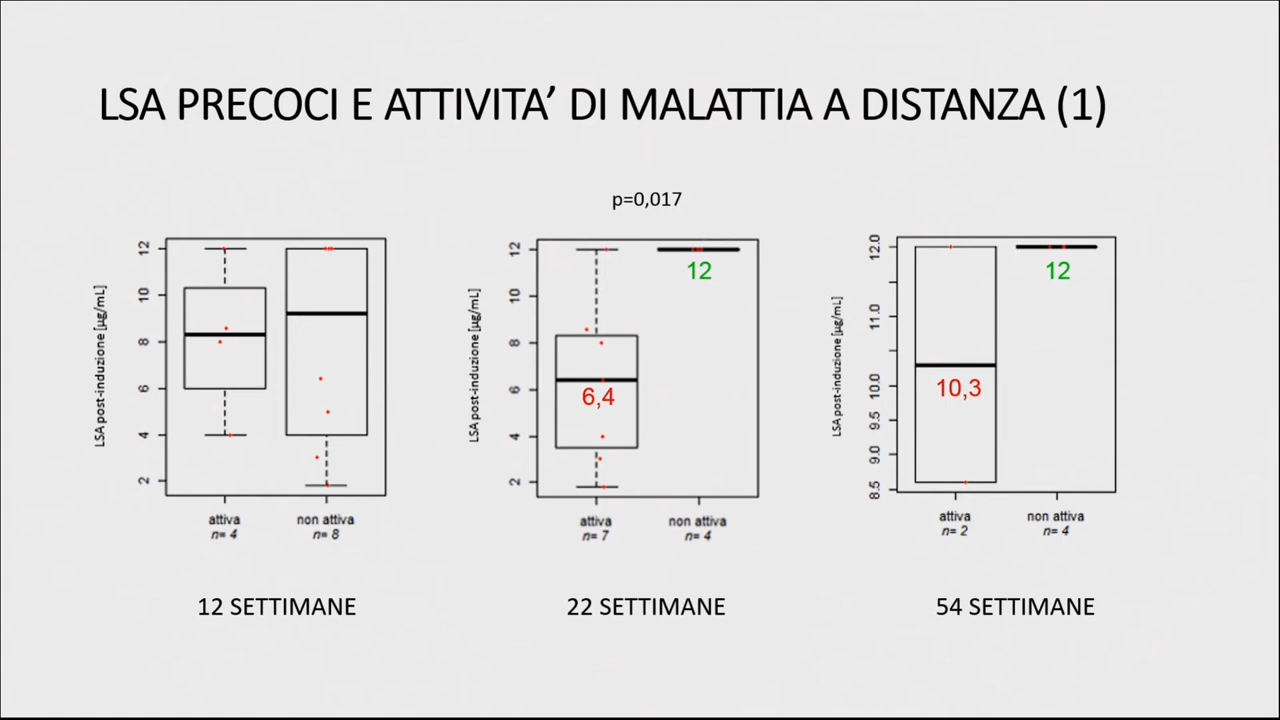 LSA PRECOCI E ATTIVITA’ DI MALATTIA A DISTANZA (1)
p=0,017
LSA post-induzione [µg/mL]
12
10
8
6
4
2
attiva
n= 4
non attiva
n= 8
12 SETTIMANE
LSA post-induzione [µg/mL]
12
10
8
6
4
2
6,4
12
attiva
n= 7
non attiva
n= 4
22 SETTIMANE
LSA post-induzione [µg/mL]
12.0
11.0
10.0
9.5
9.0
8.5
10,3
12
attiva
n= 2
non attiva
n= 4
54 SETTIMANE